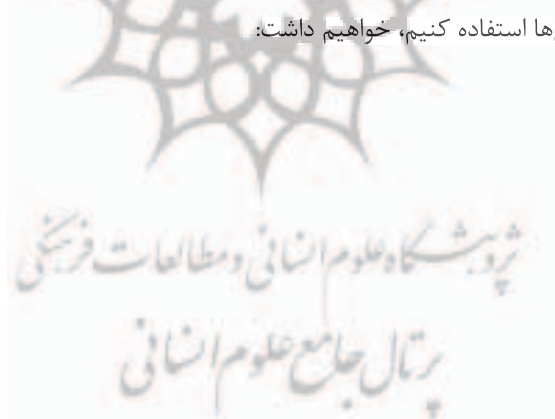 ها استفاده کنیم، خواهیم داشت:
پژوهشگاه علوم انسانی و مطالعات فرهنگی
پرتال جامع علوم انسانی